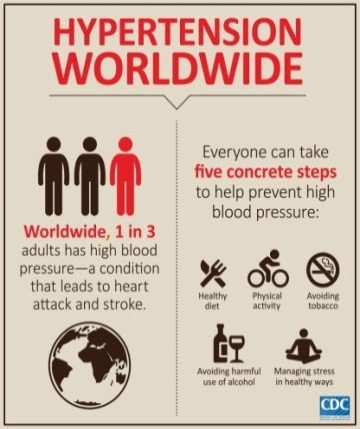 HYPERTENSION
WORLDWIDE
Worldwide, 1 in 3
adults has high blood
pressure—a condition
that leads to heart
attack and stroke.
Everyone can take
five concrete steps
to help prevent high
blood pressure:
Healthy
diet
Physical
activity
Avoiding
tobacco
Avoiding harmful
use of alcohol
Managing stress
in healthy ways
CDC